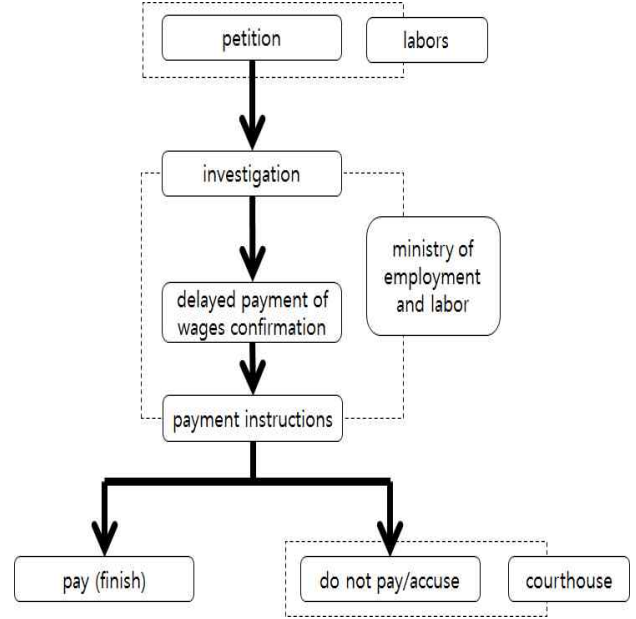 petition
labors
investigation
ministry of
employment
and labor
delayed payment of
wages confirmation
payment instructions
pay (finish)
do not pay/accuse
courthouse